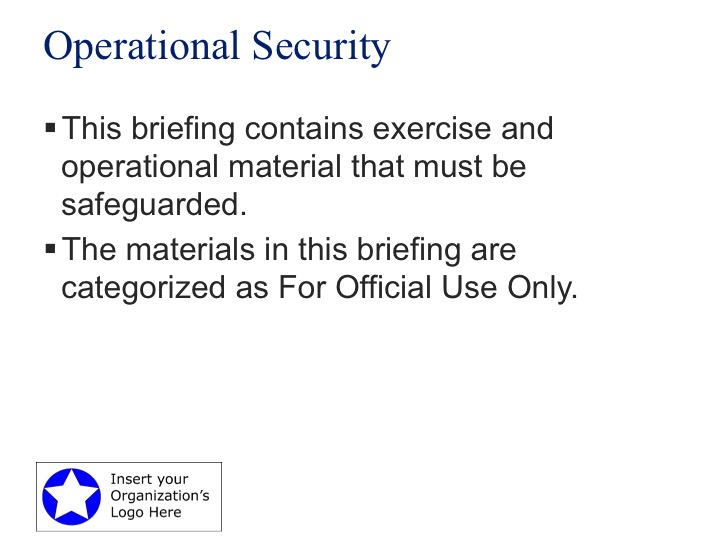 Operational Security
▪ This briefing contains exercise and
operational material that must be
safeguarded.
▪ The materials in this briefing are
categorized as For Official Use Only.
Insert your
Organization's
Logo Here